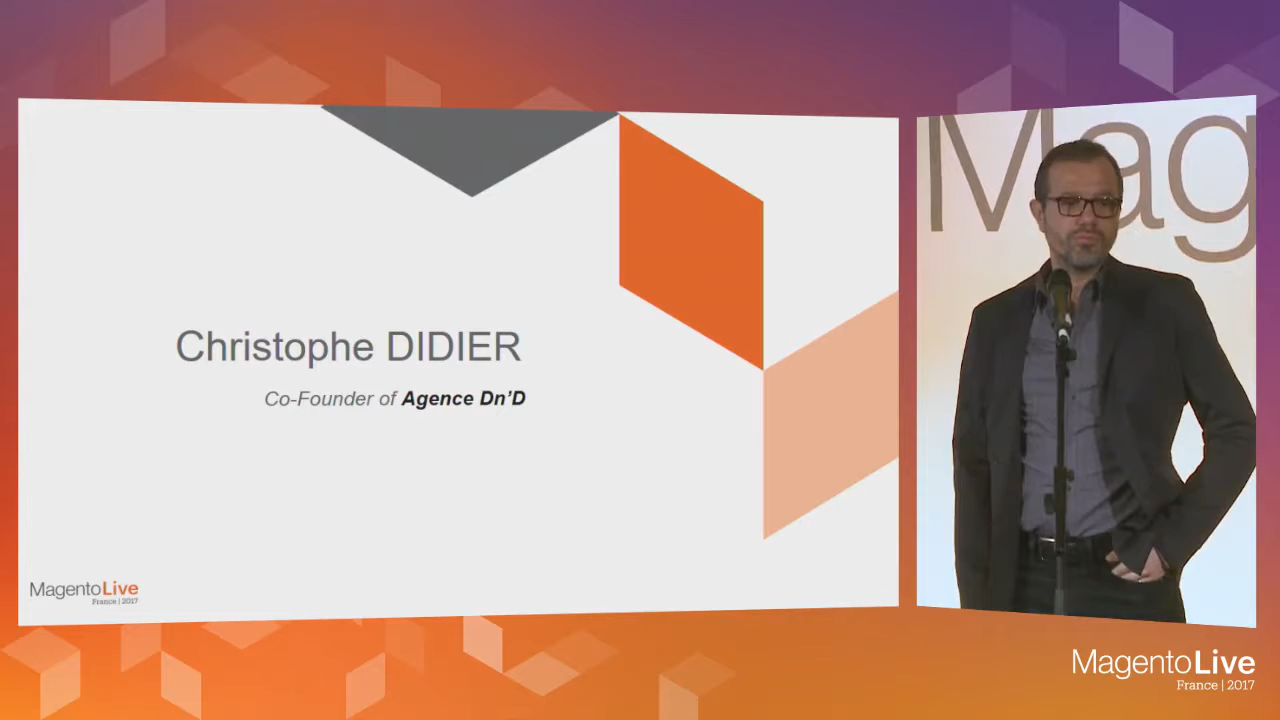 Christophe DIDIER
Co-Founder of Agence Dn'D
MagentoLive
France | 2017
Mag
MagentoLive
France | 2017